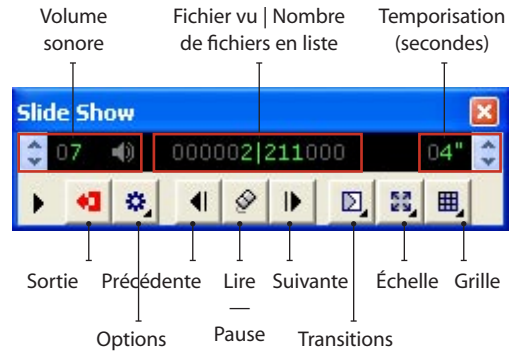 Volume
sonore
Fichier vu | Nombre
de fichiers en liste
Temporisation
(secondes)
Slide Show
07
000002|211000
04"
Sortie
Précédente
Lire
—
Pause
Suivante
Échelle
Grille
Options
Transitions